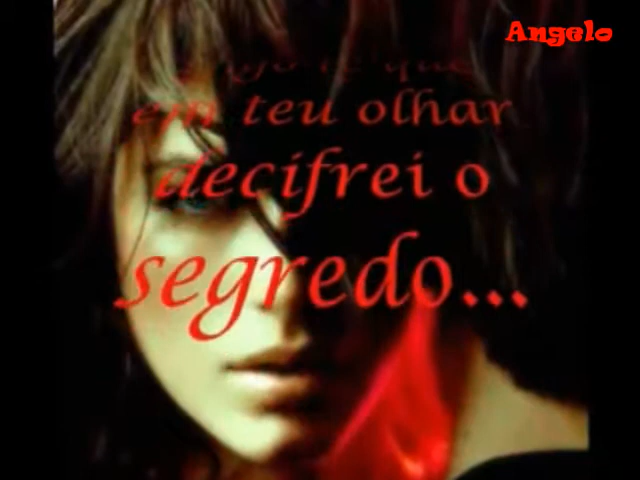 Angelo
em teu olhar
decifrei o
segredo...